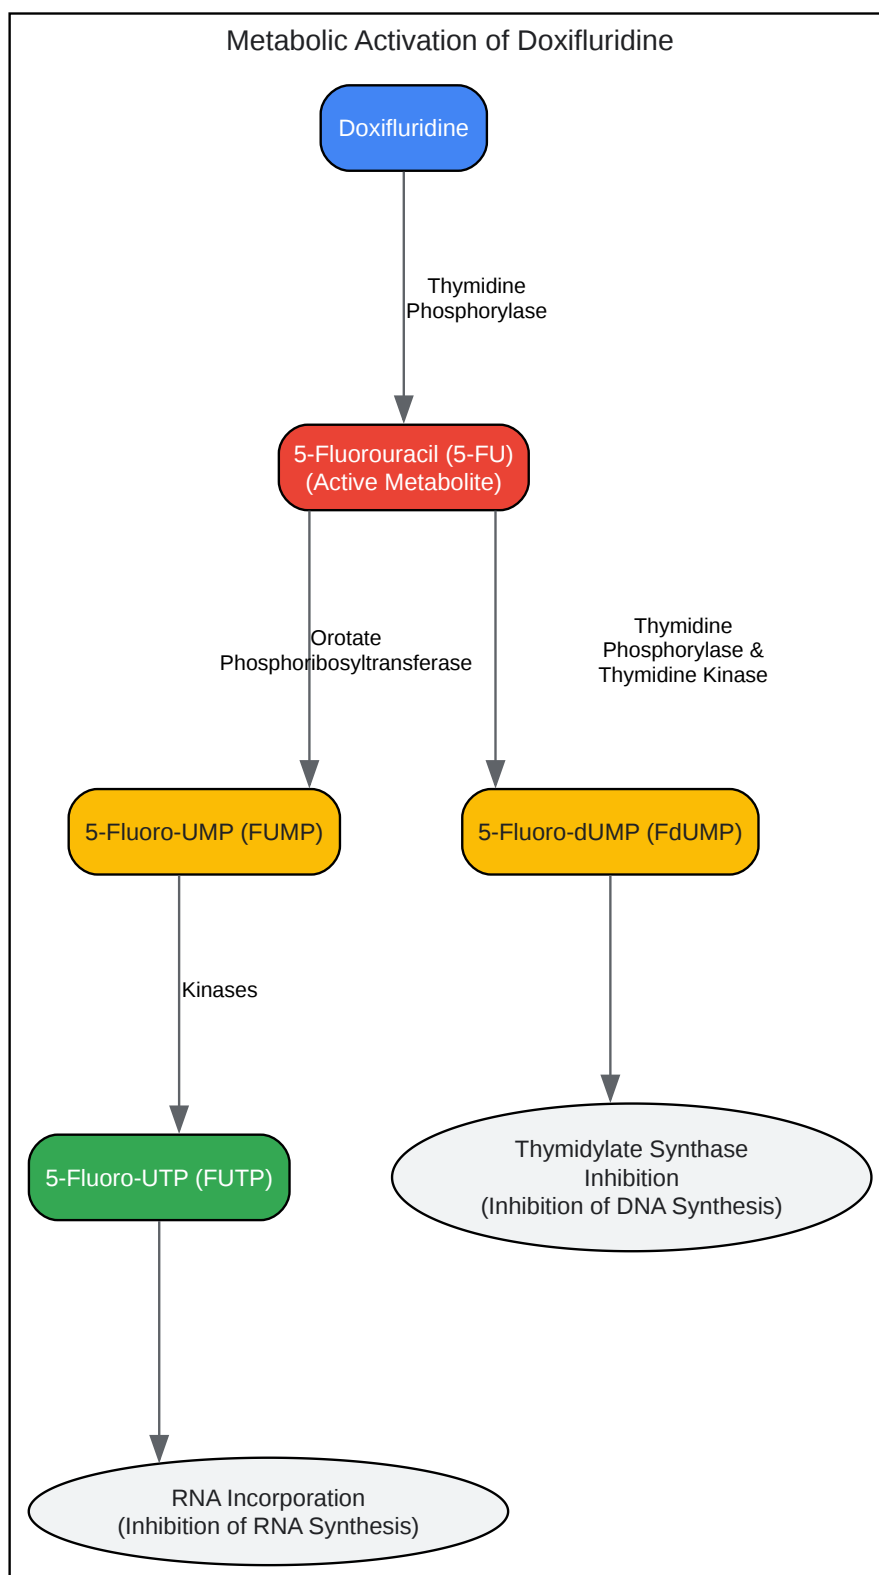 Metabolic Activation of Doxifluridine
Doxifluridine
Thymidine
Phosphorylase
5-Fluorouracil (5-FU)
(Active Metabolite)
Orotate
Phosphoribosyltransferase
Thymidine
Phosphorylase &
Thymidine Kinase
5-Fluoro-UMP (FUMP)
5-Fluoro-dUMP (FdUMP)
Kinases
5-Fluoro-UTP (FUTP)
Thymidylate Synthase
Inhibition
(Inhibition of DNA Synthesis)
RNA Incorporation
(Inhibition of RNA Synthesis)